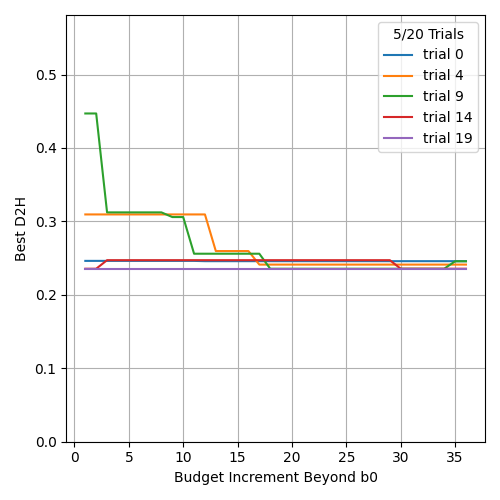 5/20 Trials
trial 0
trial 4
trial 9
trial 14
trial 19
0.5
0.4
0.3
0.2
0.1
0.0
Best D2H
0 5 10 15 20 25 30 35
Budget Increment Beyond b0